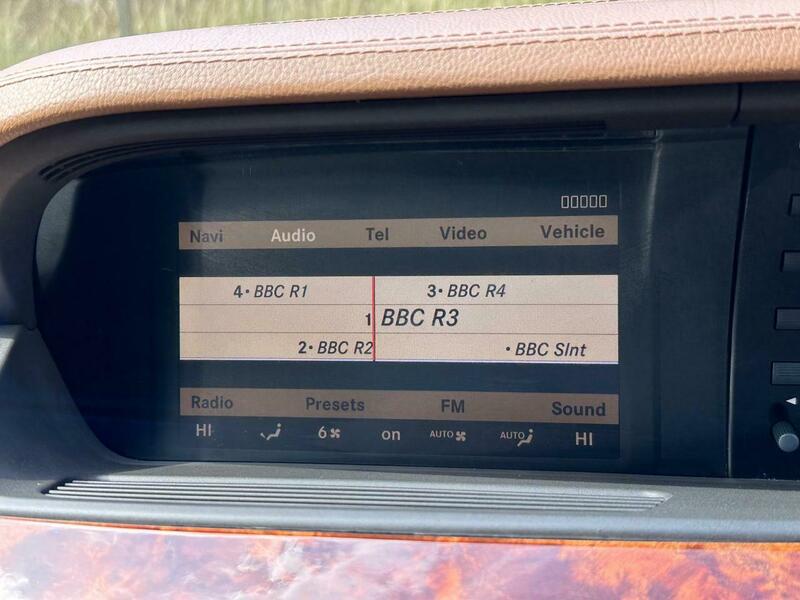 Navi Audio Tel Video Vehicle
4• BBC R1 3• BBC R4
1 BBC R3
2• BBC R2 • BBC Slnt
Radio Presets FM Sound
HI 6 on AUTO AUTO HI